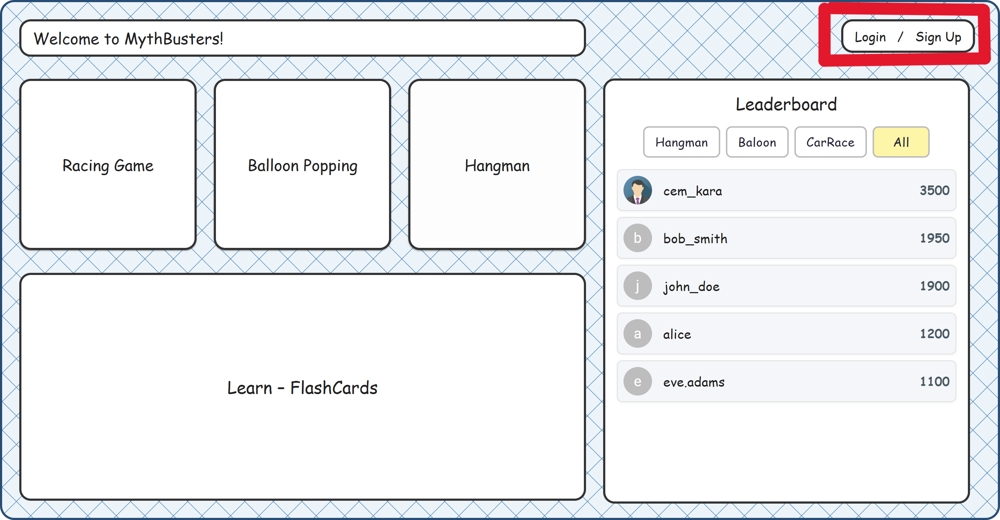 Welcome to MythBusters!
Login / Sign Up
Racing Game
Balloon Popping
Hangman
Learn - FlashCards
Leaderboard
Hangman Baloon CarRace All
cem_kara 3500
b bob_smith 1950
j john_doe 1900
a alice 1200
e eve.adams 1100